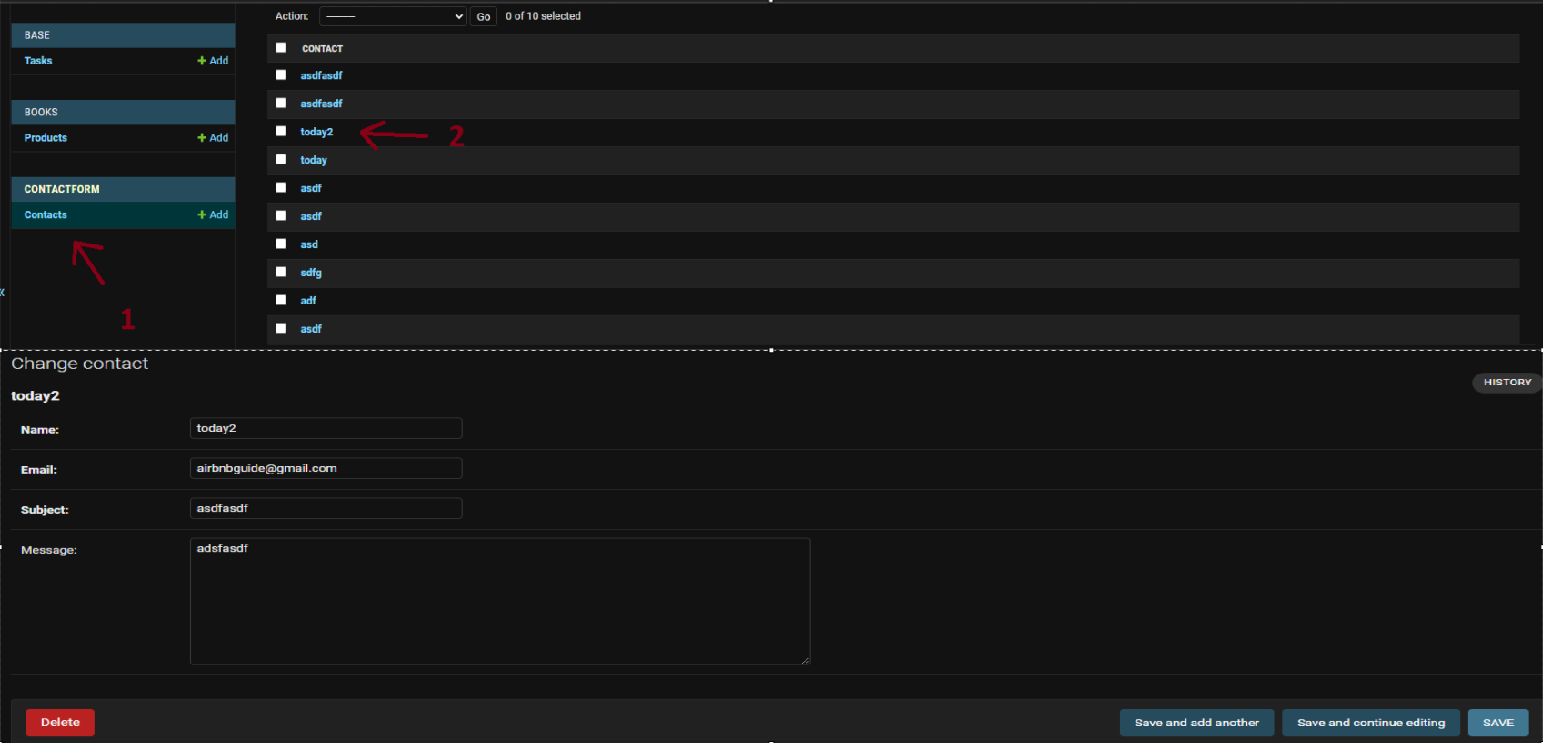 Action: --------- Go 0 of 10 selected
BASE
Tasks + Add
BOOKS
Products + Add
CONTACTFORM
Contacts + Add
1
CONTACT
asdfasdf
asdfasdf
today2 2
today
asdf
asdf
asd
sdfg
adf
asdf
Change contact
HISTORY
today2
Name: today2
Email: airbnbguide@gmail.com
Subject: asdfasdf
Message: adsfasdf
Delete Save and add another Save and continue editing SAVE